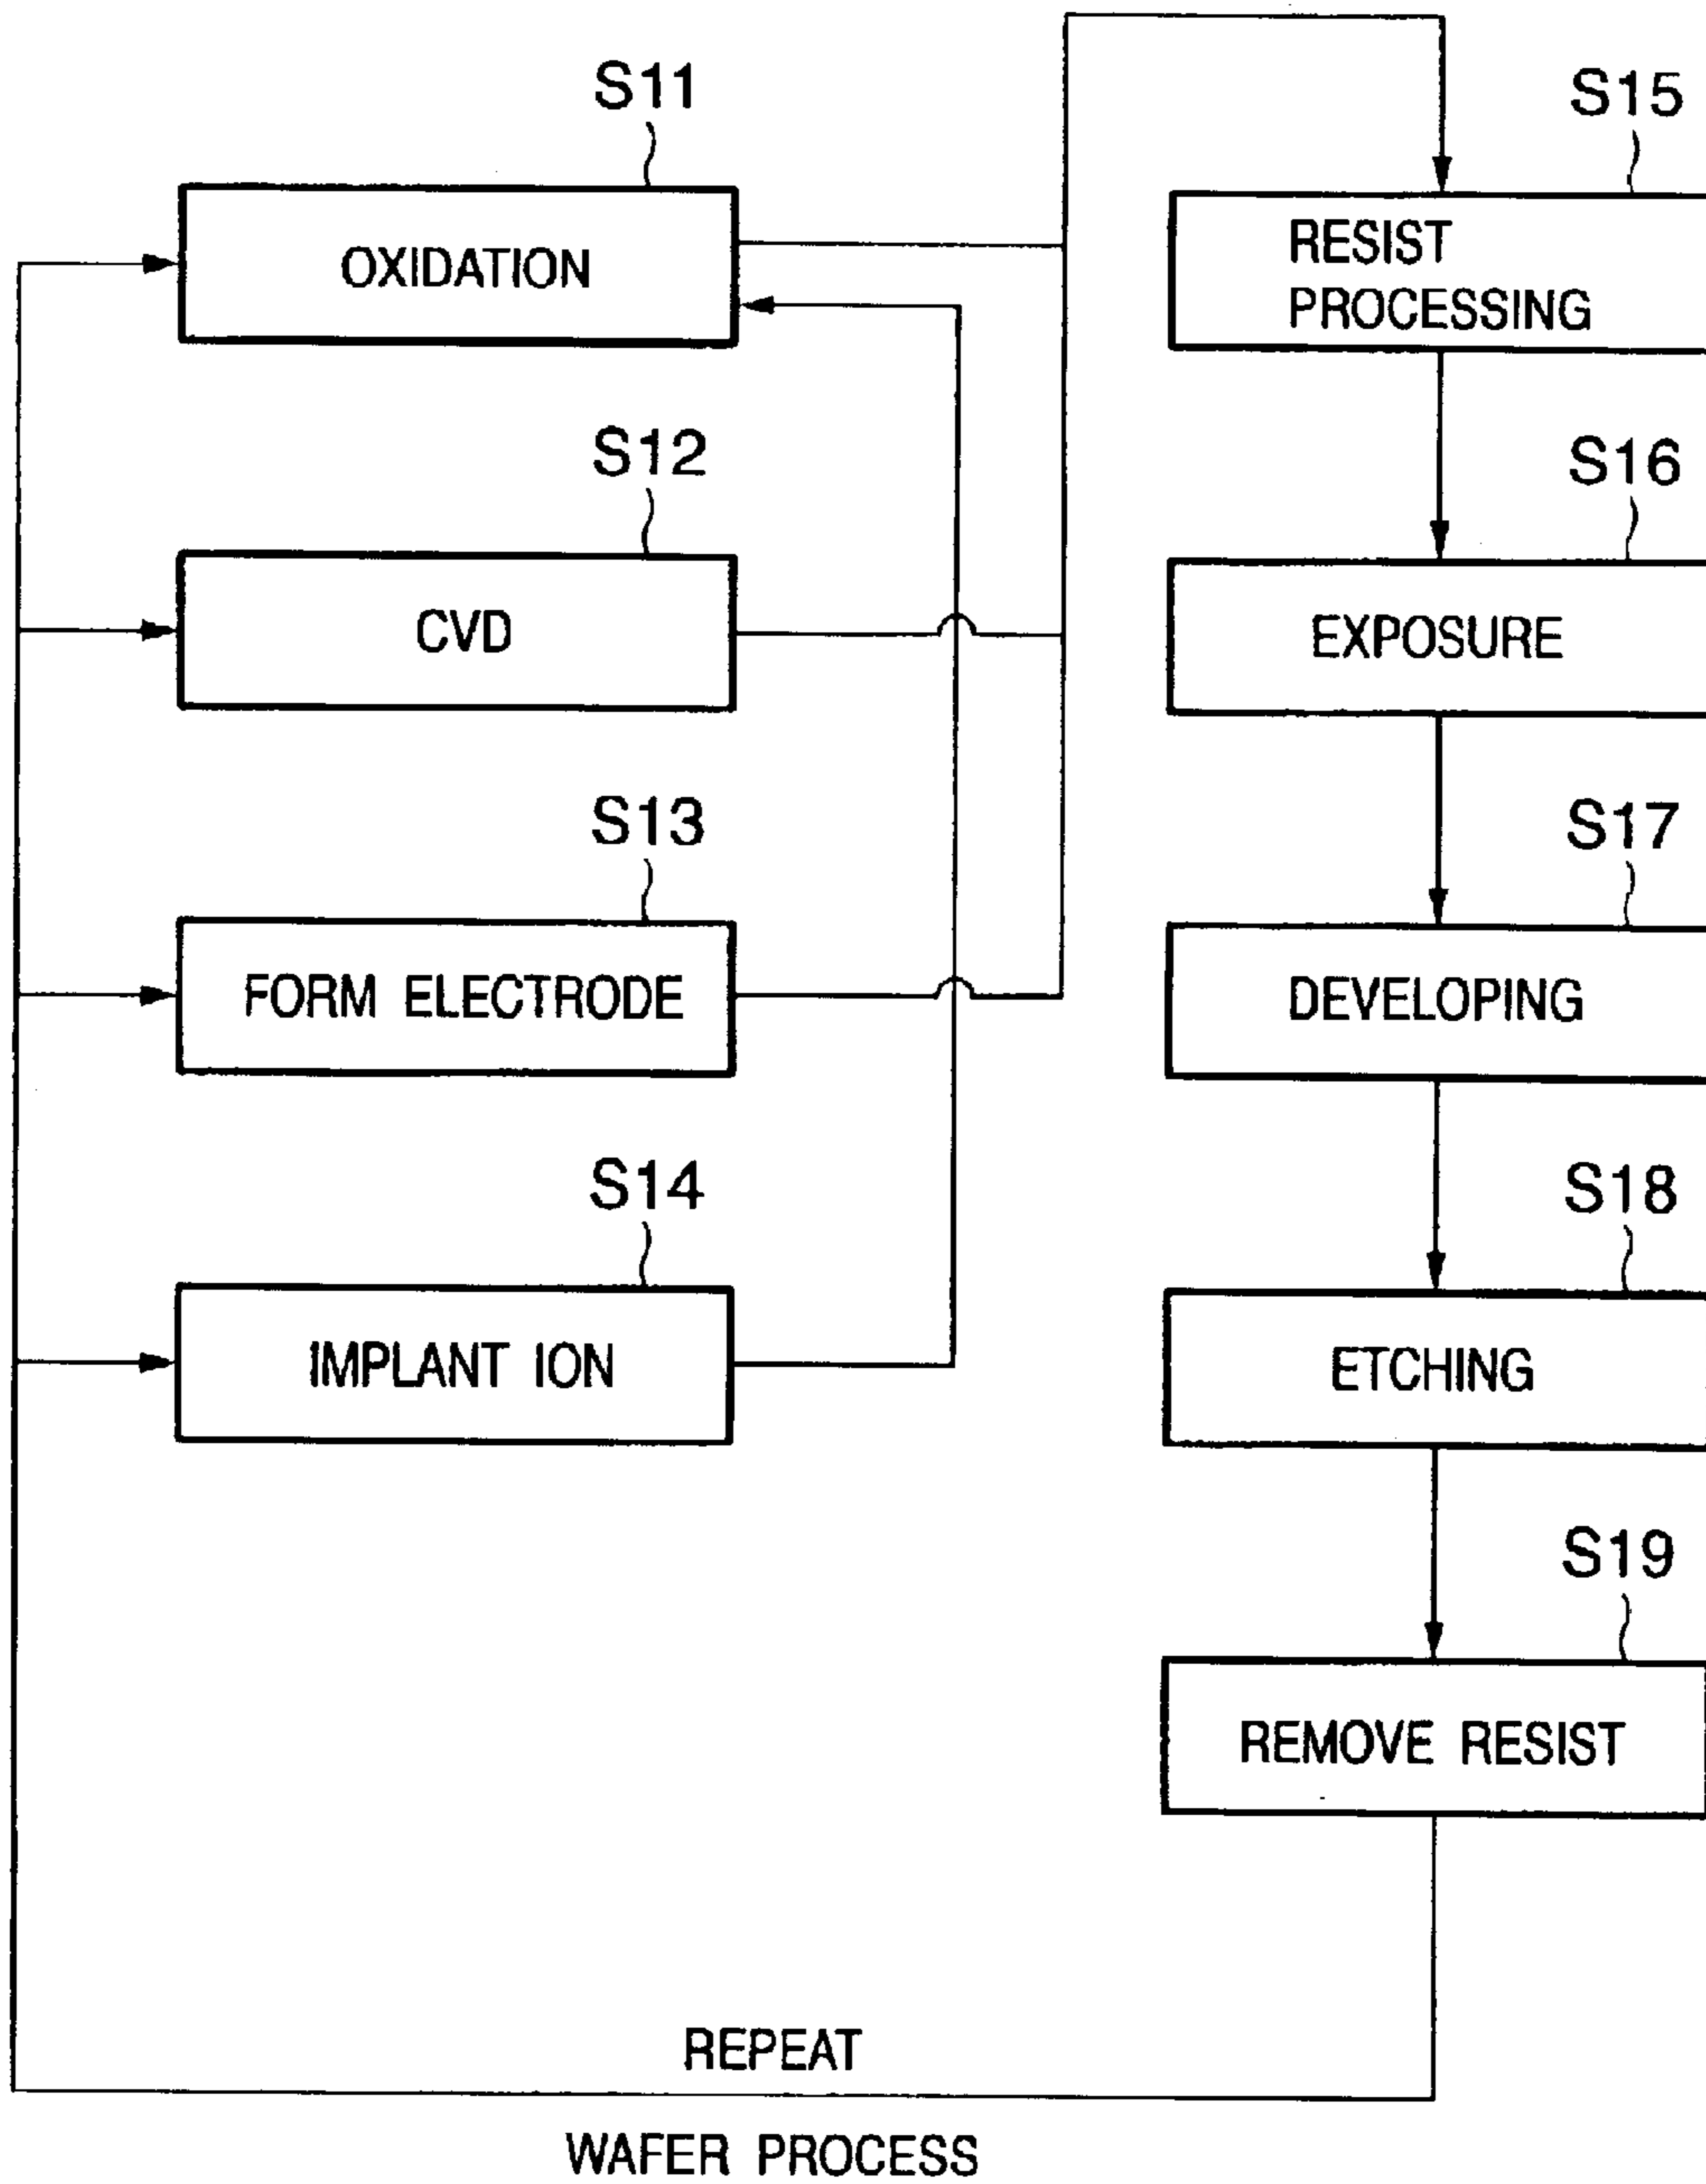 S11
OXIDATION
S12
CVD
S13
FORM ELECTRODE
S14
IMPLANT ION
S15
RESIST
PROCESSING
S16
EXPOSURE
S17
DEVELOPING
S18
ETCHING
S19
REMOVE RESIST
REPEAT
WAFER PROCESS